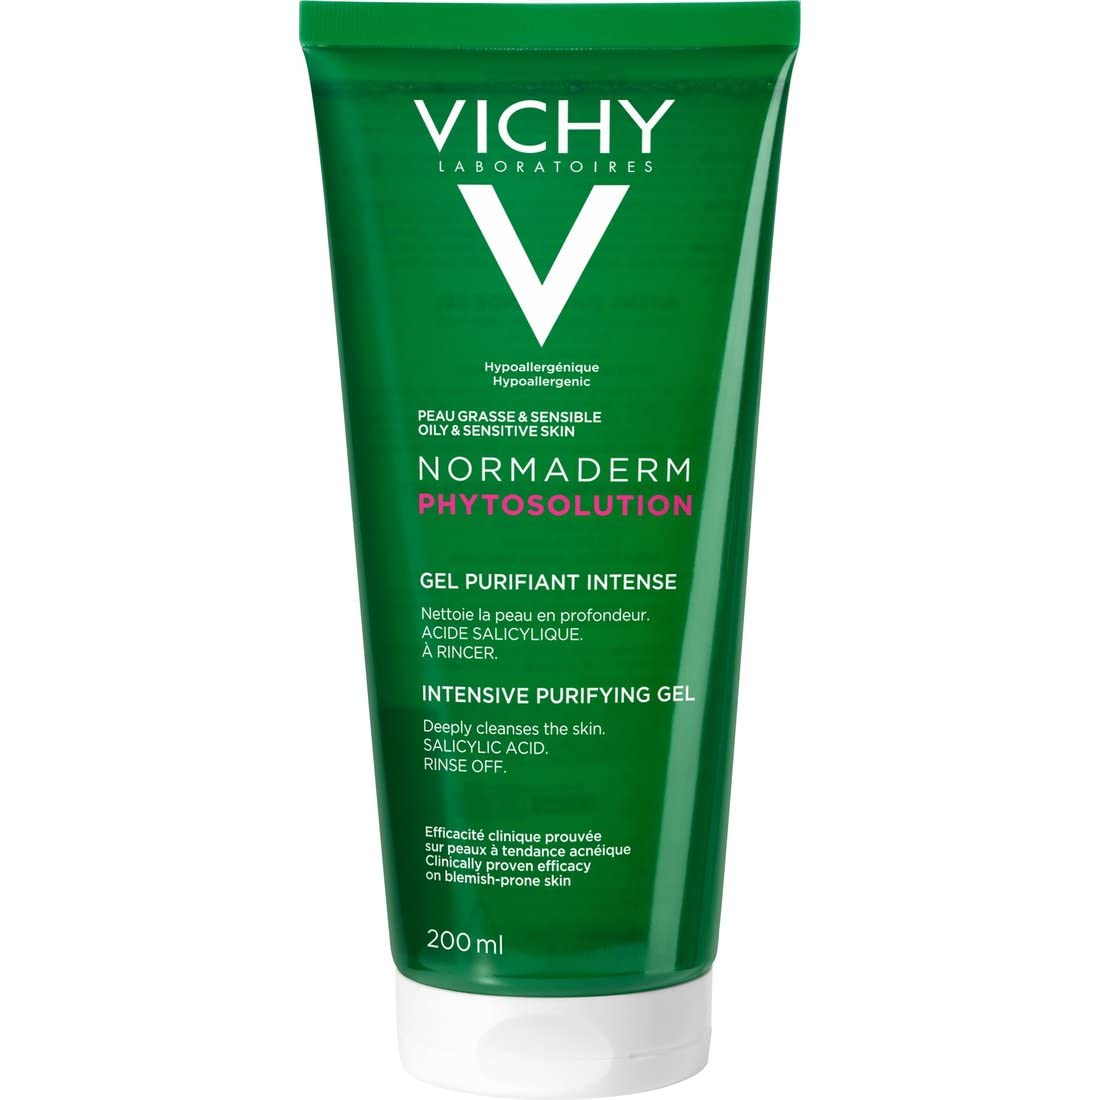 VICHY
LABORATOIRES
V
Hypoallergénique
Hypoallergenic
PEAU GRASSE & SENSIBLE
OILY & SENSITIVE SKIN
NORMADERM
PHYTOSOLUTION
GEL PURIFIANT INTENSE
Nettoie la peau en profondeur.
ACIDE SALICYLIQUE.
À RINCER.
INTENSIVE PURIFYING GEL
Deeply cleanses the skin.
SALICYLIC ACID.
RINSE OFF.
Efficacité clinique prouvée
sur peaux à tendance acnéique
Clinically proven efficacy
on blemish-prone skin
200 ml